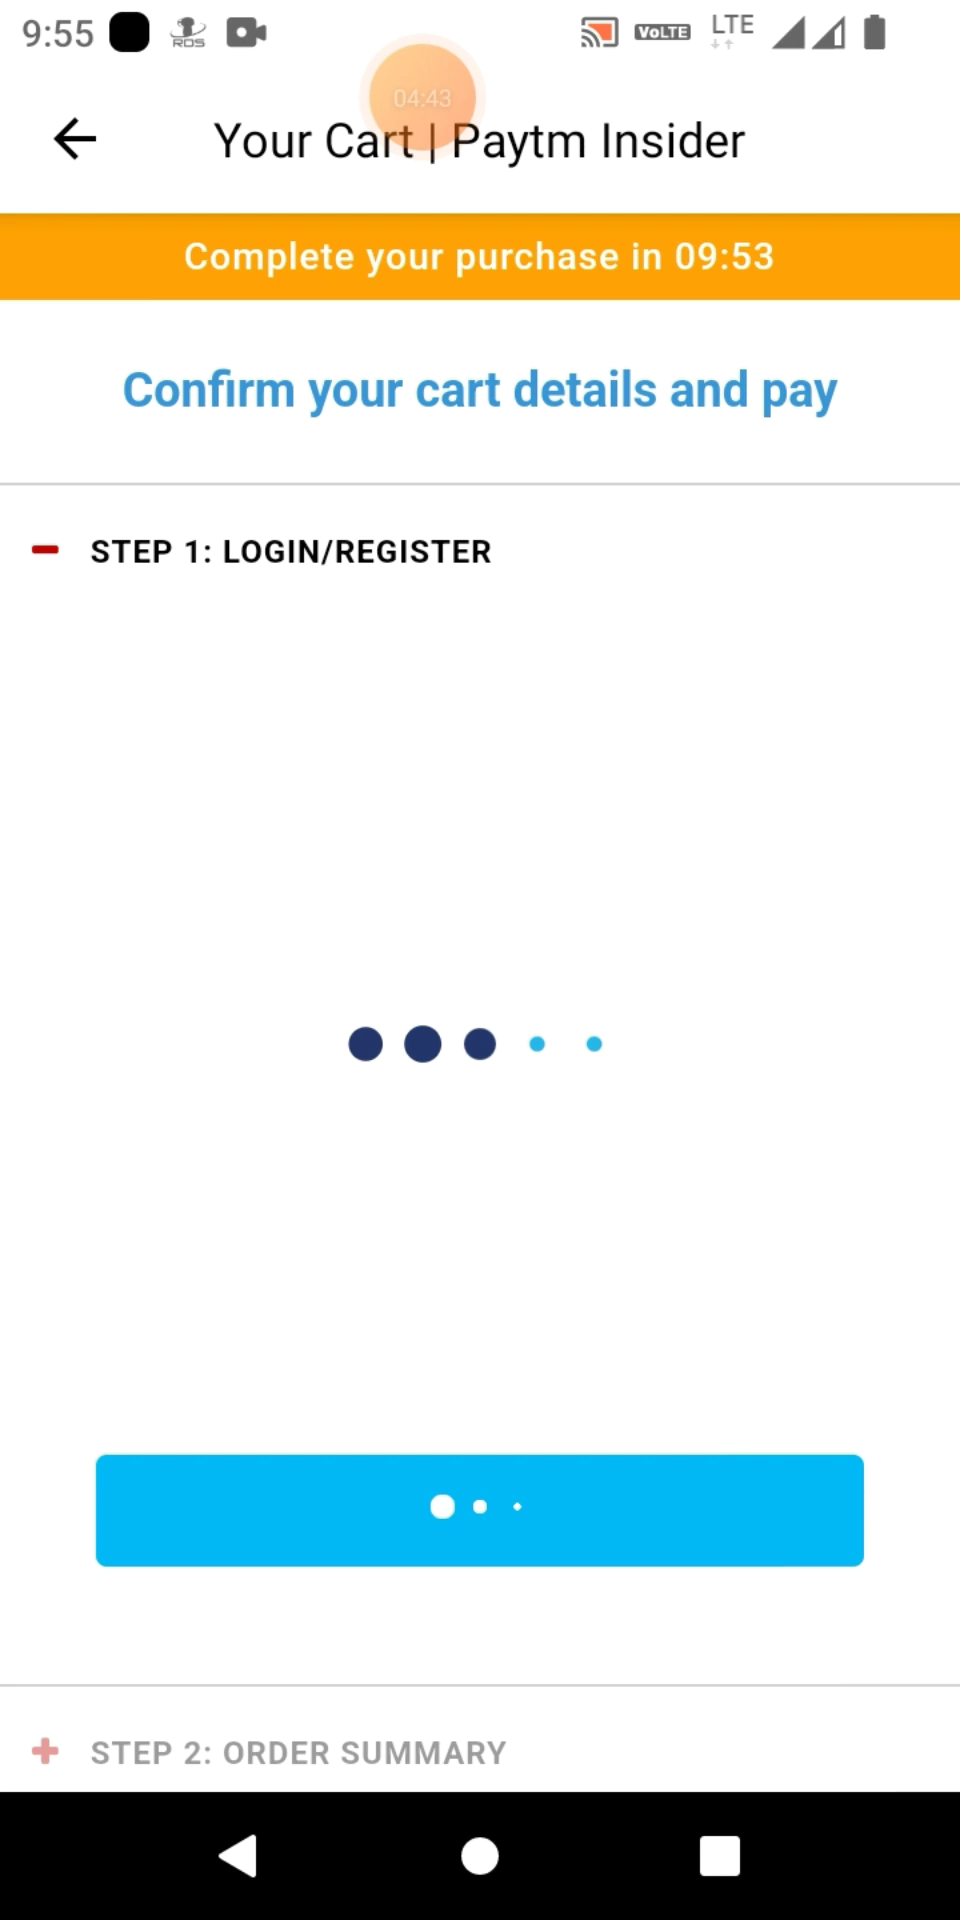 9:55
RDS
VoLTE
LTE
04:43
Your Cart | Paytm Insider
Complete your purchase in 09:53
Confirm your cart details and pay
STEP 1: LOGIN/REGISTER
STEP 2: ORDER SUMMARY